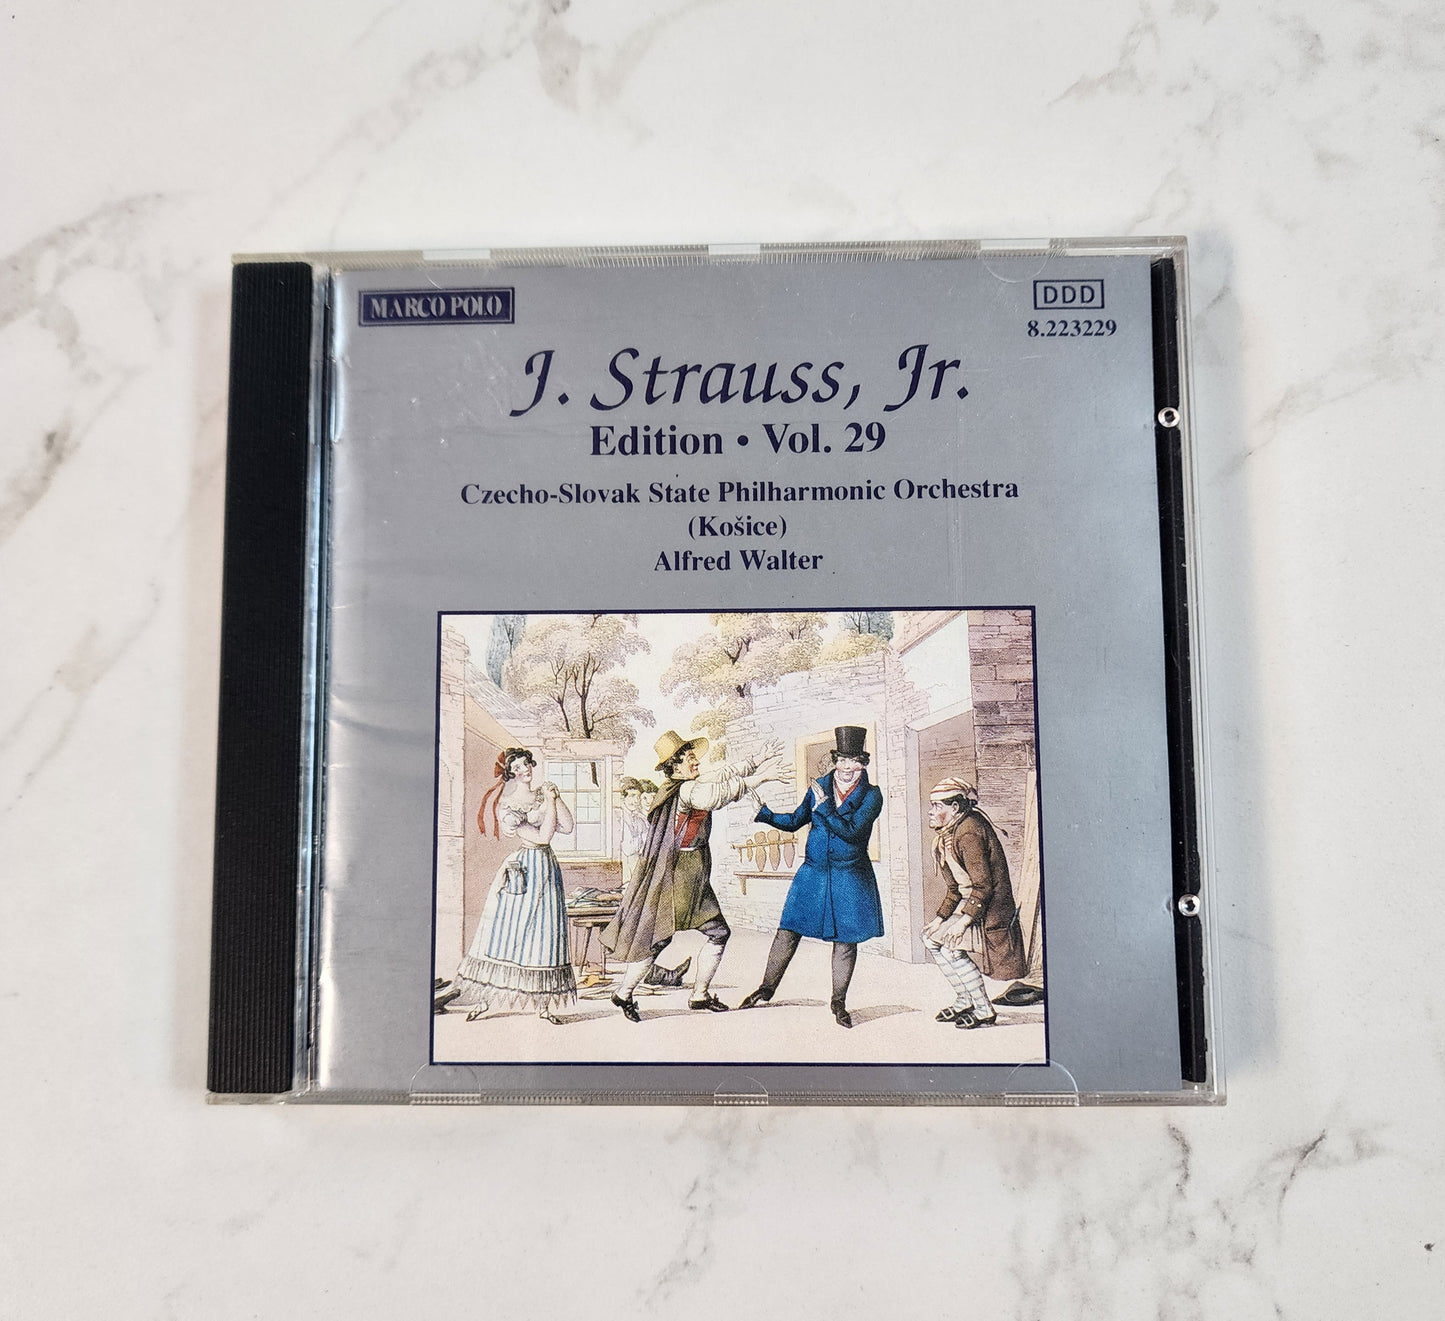 MARCO POLO
DDD
8.223229
J. Strauss, Jr.
Edition • Vol. 29
Czecho-Slovak State Philharmonic Orchestra
(Košice)
Alfred Walter